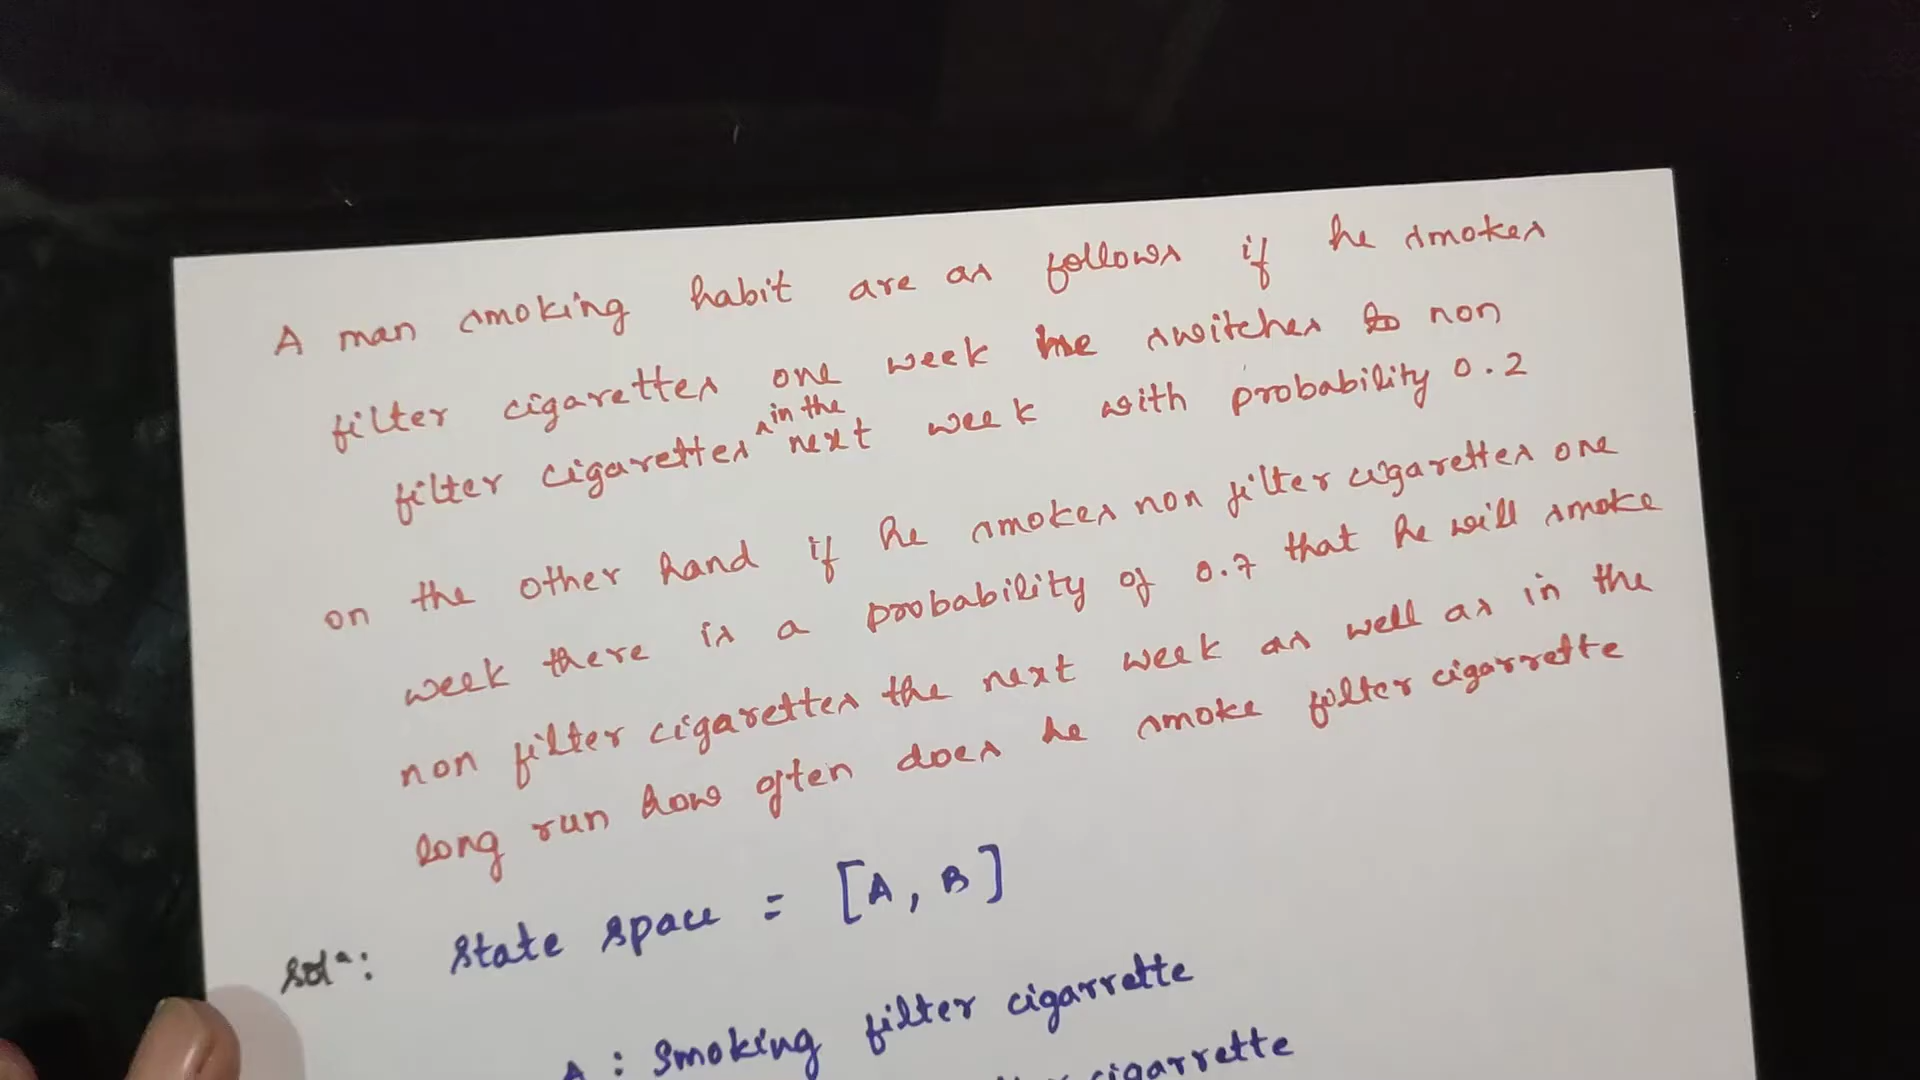 A man smoking habit are as follows if he smokes
filter cigarettes one week he switches to non
filter cigarettes in the next week with probability 0.2
on the other hand if he smokes non filter cigarettes one
week there is a probability of 0.7 that he will smoke
non filter cigarettes the next week as well as in the
long run how often does he smoke filter cigarrette
Soln: State space = [A, B]
A : Smoking filter cigarrette
cigarrette